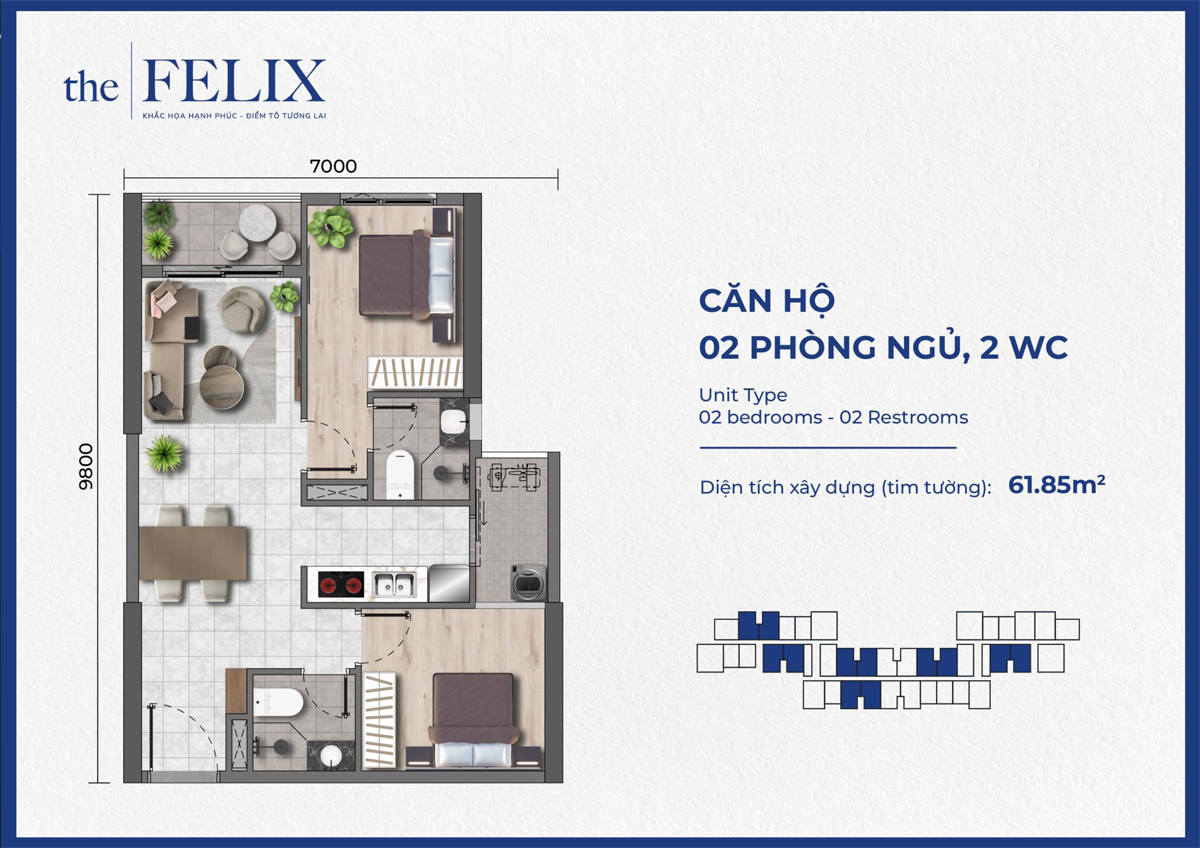 the FELIX
KHẮC HỌA HẠNH PHÚC - ĐIỂM TÔ TƯƠNG LAI
7000
9800
CĂN HỘ
02 PHÒNG NGỦ, 2 WC
Unit Type
02 bedrooms - 02 Restrooms
Diện tích xây dựng (tim tường): 61.85m²